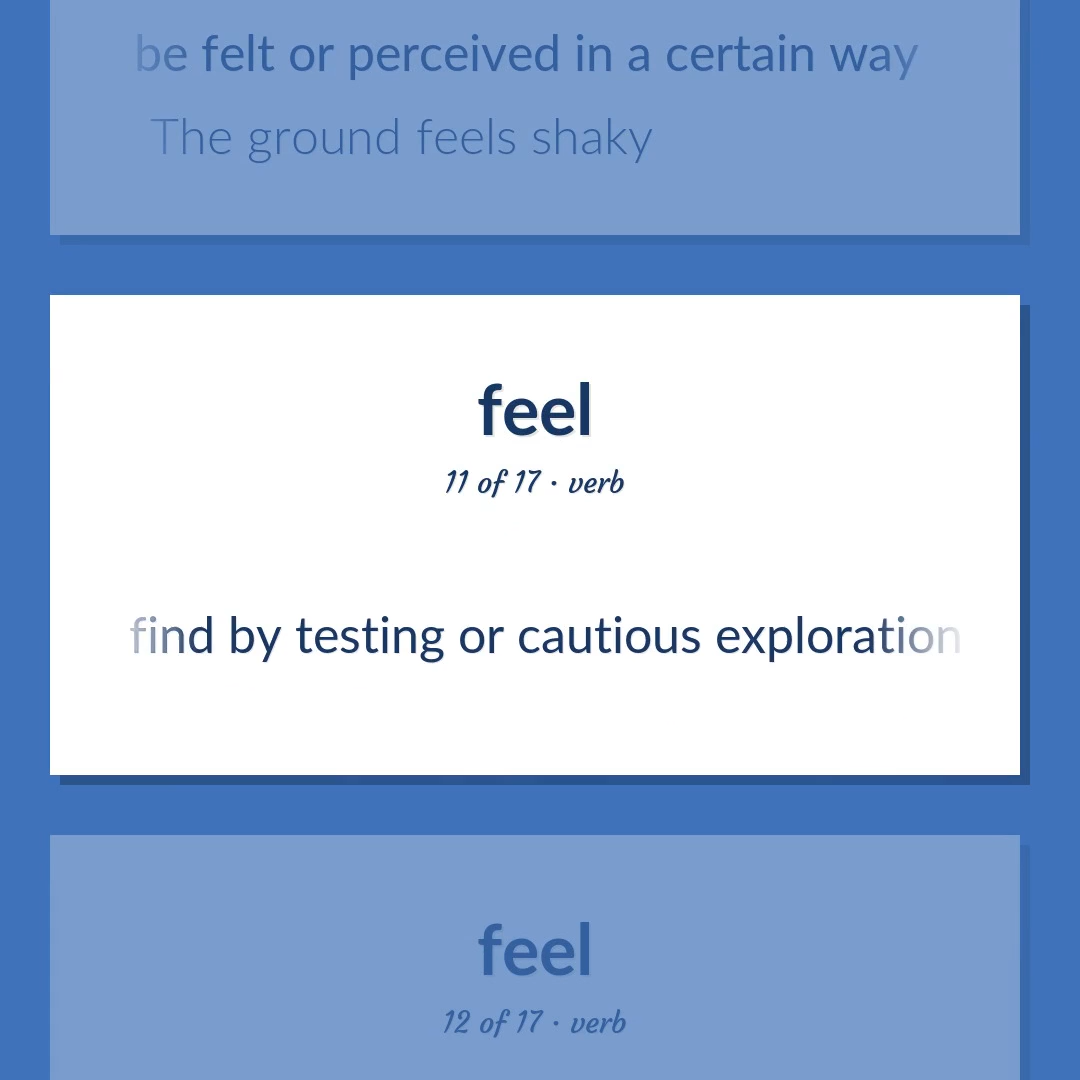 be felt or perceived in a certain way
The ground feels shaky
feel
11 of 17 · verb
find by testing or cautious exploration
feel
12 of 17 · verb